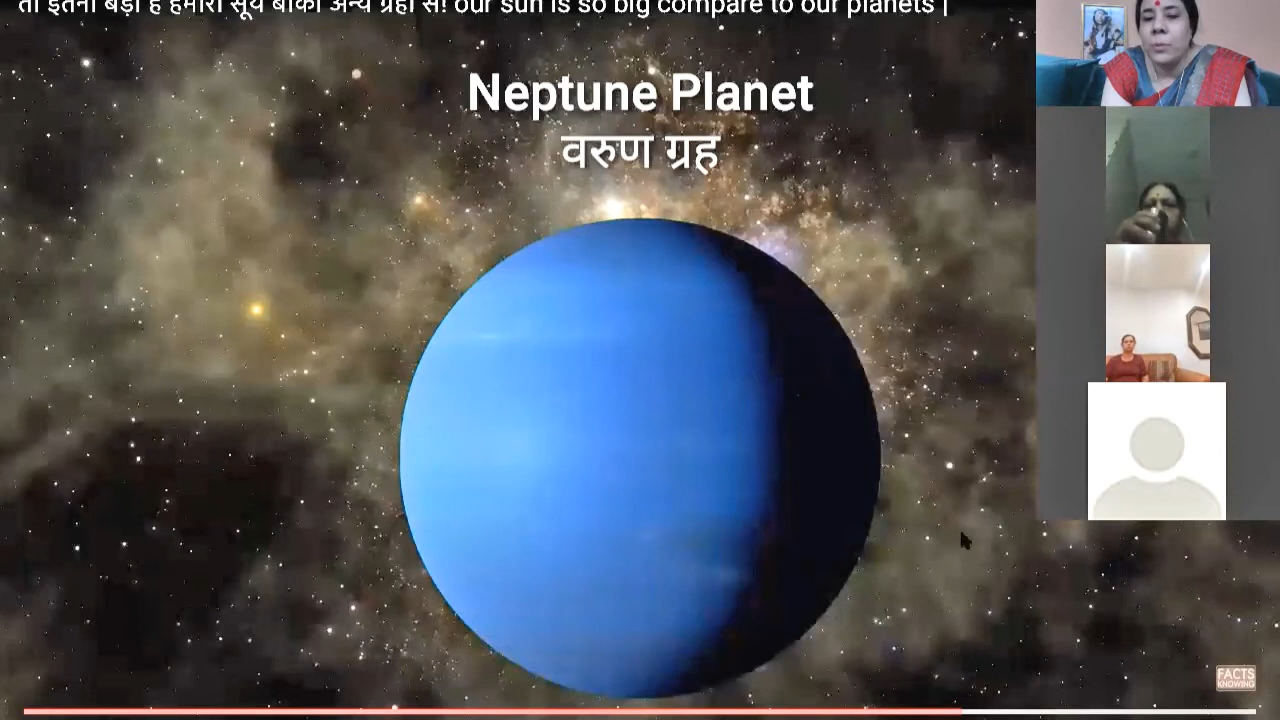 तो इतना बड़ा है हमारा सूर्य बाकी अन्य ग्रहों से! our sun is so big compare to our planets |
Neptune Planet
वरुण ग्रह
FACTS
KNOWING